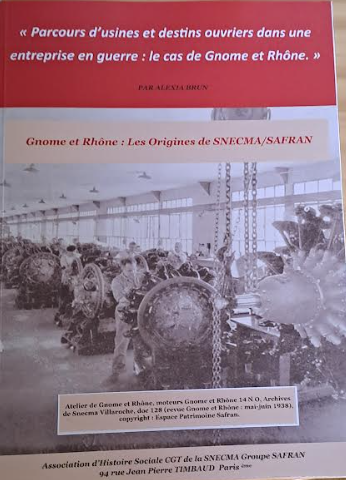 « Parcours d'usines et destins ouvriers dans une
entreprise en guerre : le cas de Gnome et Rhône. »
PAR ALEXIA BRUN
Gnome et Rhône : Les Origines de SNECMA/SAFRAN
Atelier de Gnome et Rhône, moteurs Gnome et Rhône 14 N.O. Archives
de Snecma Villaroche, doc 128 (revue Gnome et Rhône : mai-juin 1938),
copyright : Espace Patrimoine Safran.
Association d'Histoire Sociale CGT de la SNECMA Groupe SAFRAN
94 rue Jean Pierre TIMBAUD Paris